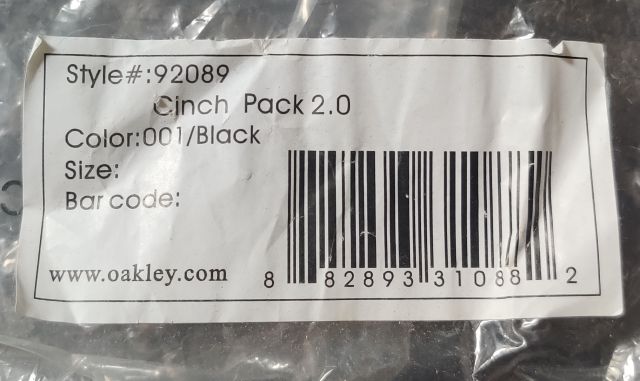 Style#:92089
Cinch Pack 2.0
Color:001/Black
Size:
Bar code:
www.oakley.com
8 82893 31088 2